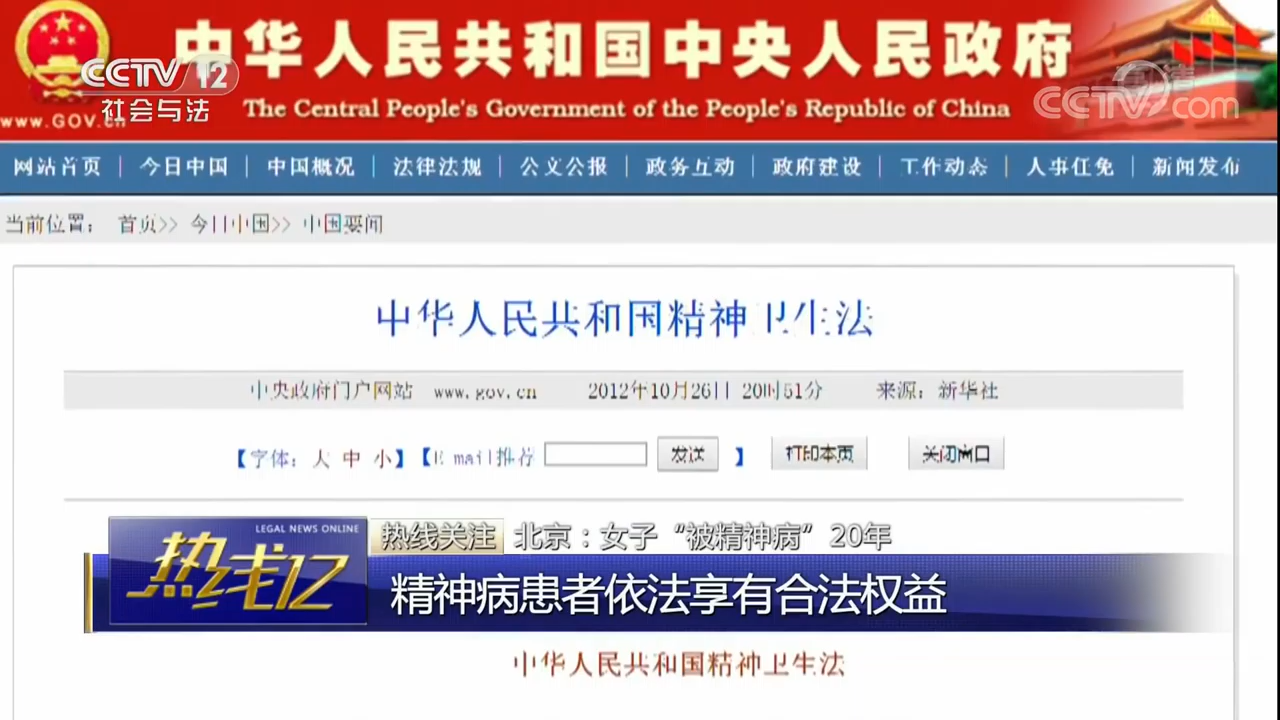 中华人民共和国中央人民政府
CCTV 12
社会与法
The Central People's Government of the People's Republic of China
www.GOV.cn
高清
CCTV.com
网站首页 | 今日中国 | 中国概况 | 法律法规 | 公文公报 | 政务互动 | 政府建设 | 工作动态 | 人事任免 | 新闻发布
当前位置： 首页>> 今日中国>> 中国要闻
中华人民共和国精神卫生法
中央政府门户网站 www.gov.cn 2012年10月26日 20时51分 来源：新华社
【字体：大 中 小】【E-mail推荐 发送 】 打印本页 关闭窗口
LEGAL NEWS ONLINE
热线12
热线关注 北京：女子“被精神病”20年
精神病患者依法享有合法权益
中华人民共和国精神卫生法